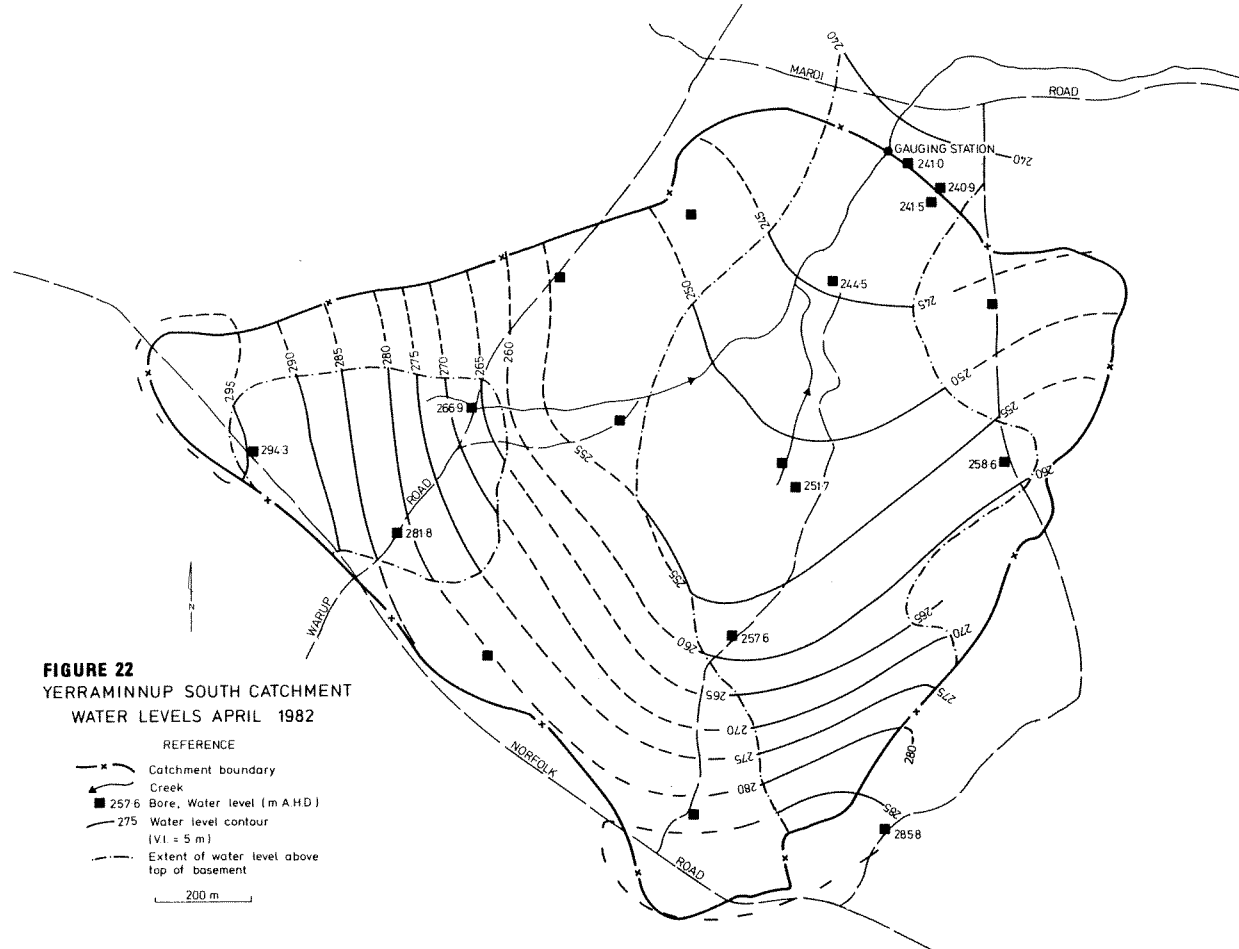 240
MARDI
ROAD
GAUGING STATION
240
241·0
240·9
241·5
245
244·5
245
250
250
290
285
280
275
270
265
260
295
266·9
255
255
294·3
258·6
260
251·7
ROAD
281·8
255
WARUP
N
257·6
260
265
270
265
270
275
275
280
280
285
285·8
NORFOLK
ROAD
FIGURE 22
YERRAMINNUP SOUTH CATCHMENT
WATER LEVELS APRIL 1982
REFERENCE
Catchment boundary
Creek
257·6 Bore, Water level (m A.H.D)
275 Water level contour
(V.I. = 5 m)
Extent of water level above
top of basement
200 m